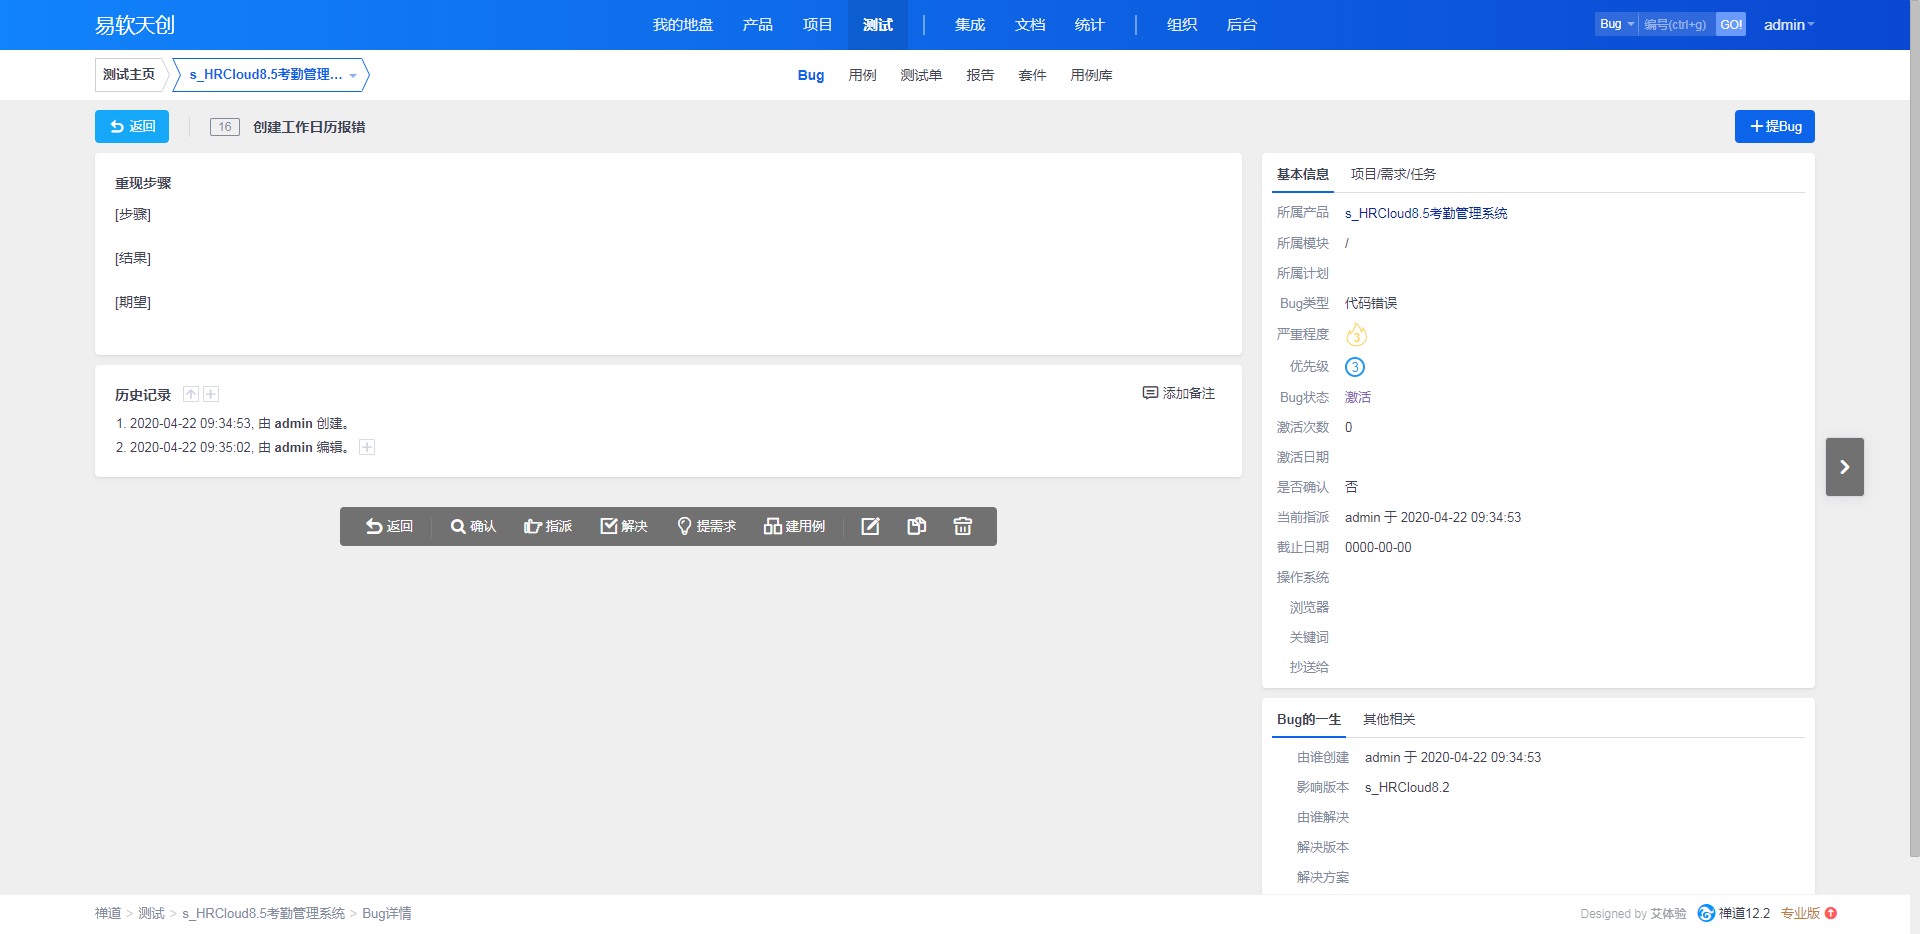 易软天创
我的地盘 产品 项目 测试 集成 文档 统计 组织 后台
Bug 编号(ctrl+g) GO! admin
测试主页 s_HRCloud8.5考勤管理...
Bug 用例 测试单 报告 套件 用例库
返回 16 创建工作日历报错
+提Bug
重现步骤
[步骤]
[结果]
[期望]
历史记录
添加备注
1. 2020-04-22 09:34:53, 由 admin 创建。
2. 2020-04-22 09:35:02, 由 admin 编辑。
返回 确认 指派 解决 提需求 建用例
基本信息 项目/需求/任务
所属产品 s_HRCloud8.5考勤管理系统
所属模块 /
所属计划
Bug类型 代码错误
严重程度 3
优先级 3
Bug状态 激活
激活次数 0
激活日期
是否确认 否
当前指派 admin 于 2020-04-22 09:34:53
截止日期 0000-00-00
操作系统
浏览器
关键词
抄送给
Bug的一生 其他相关
由谁创建 admin 于 2020-04-22 09:34:53
影响版本 s_HRCloud8.2
由谁解决
解决版本
解决方案
禅道 > 测试 > s_HRCloud8.5考勤管理系统 > Bug详情
Designed by 艾体验 禅道12.2 专业版